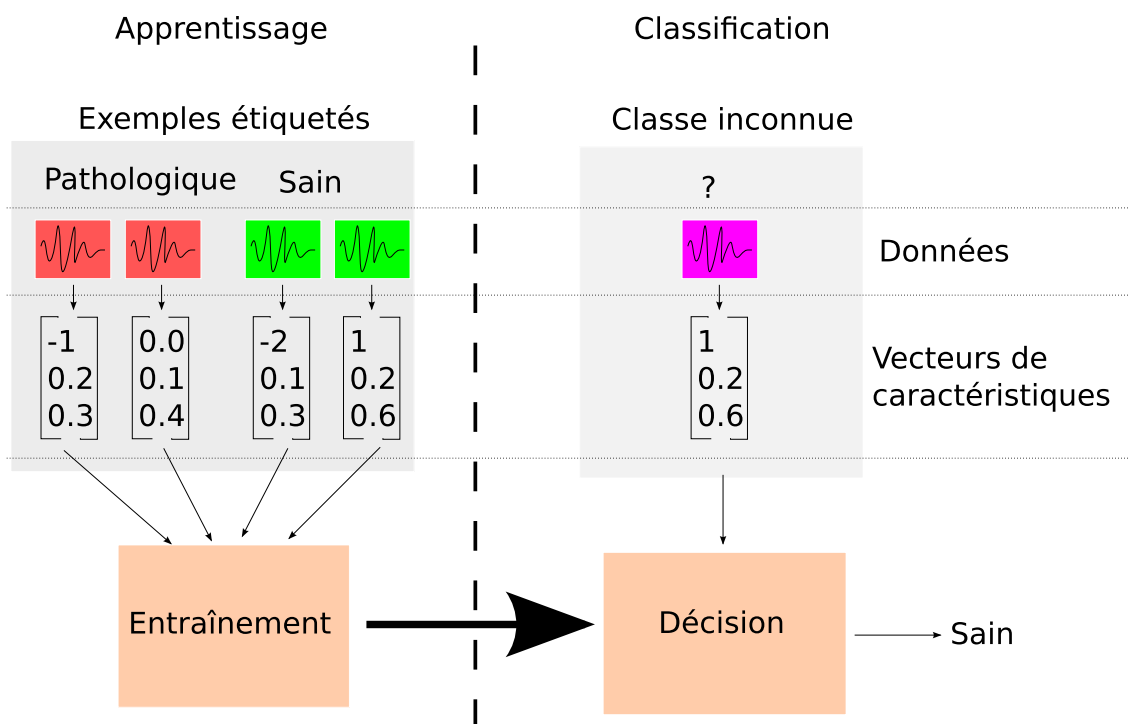 Apprentissage
Classification
Exemples étiquetés
Classe inconnue
Pathologique
Sain
?
Données
-1
0.2
0.3
0.0
0.1
0.4
-2
0.1
0.3
1
0.2
0.6
1
0.2
0.6
Vecteurs de
caractéristiques
Entraînement
Décision
Sain